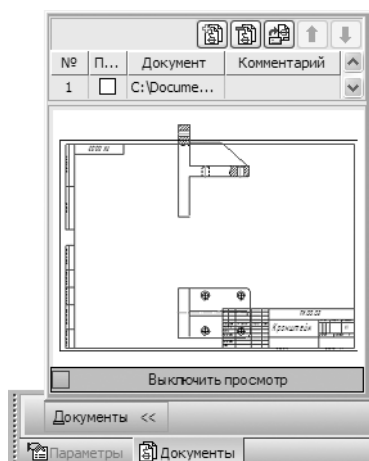 № П... Документ Комментарий
1 C:\Docume...
Кронштейн
Выключить просмотр
Документы <<
Параметры Документы